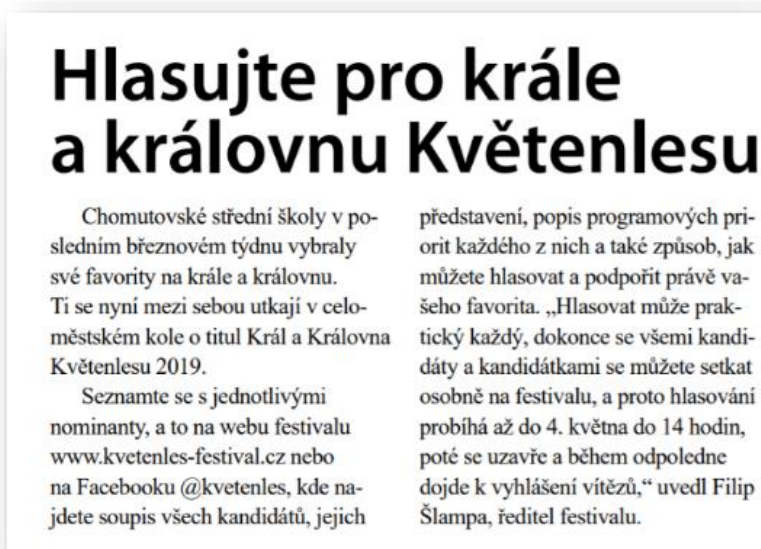 Hlasujte pro krále
a královnu Květenlesu
Chomutovské střední školy v po-
sledním březnovém týdnu vybraly
své favority na krále a královnu.
Ti se nyní mezi sebou utkají v celo-
městském kole o titul Král a Královna
Květenlesu 2019.
Seznamte se s jednotlivými
nominanty, a to na webu festivalu
www.kvetenles-festival.cz nebo
na Facebooku @kvetenles, kde na-
jdete soupis všech kandidátů, jejich
představení, popis programových pri-
orit každého z nich a také způsob, jak
můžete hlasovat a podpořit právě va-
šeho favorita. „Hlasovat může prak-
tický každý, dokonce se všemi kandi-
dáty a kandidátkami se můžete setkat
osobně na festivalu, a proto hlasování
probíhá až do 4. května do 14 hodin,
poté se uzavře a během odpoledne
dojde k vyhlášení vítězů,“ uvedl Filip
Šlampa, ředitel festivalu.